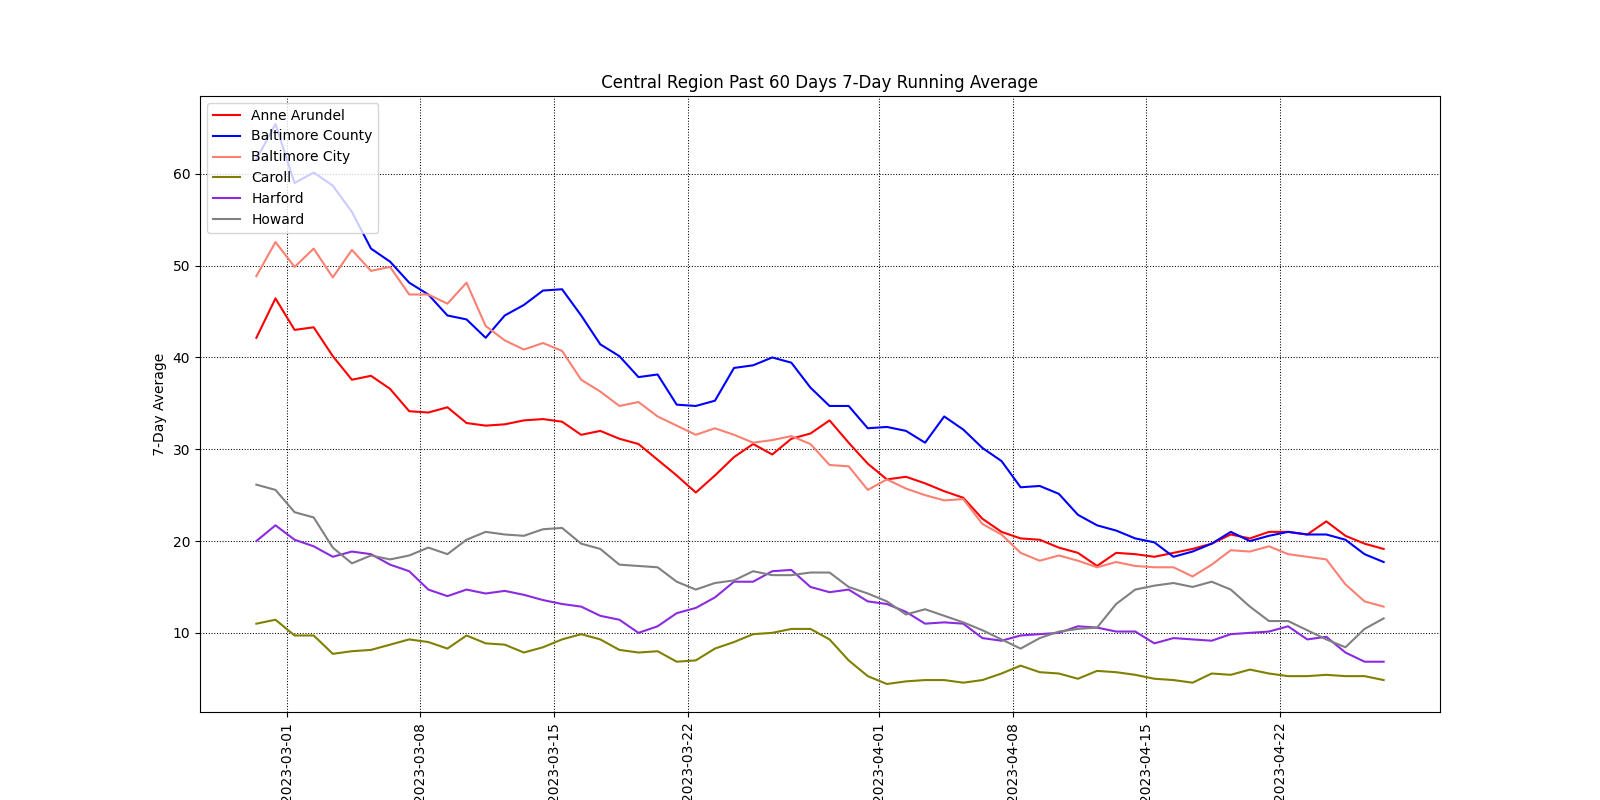 Central Region Past 60 Days 7-Day Running Average
Anne Arundel
Baltimore County
Baltimore City
Caroll
Harford
Howard
7-Day Average
60
50
40
30
20
10
2023-03-01
2023-03-08
2023-03-15
2023-03-22
2023-04-01
2023-04-08
2023-04-15
2023-04-22